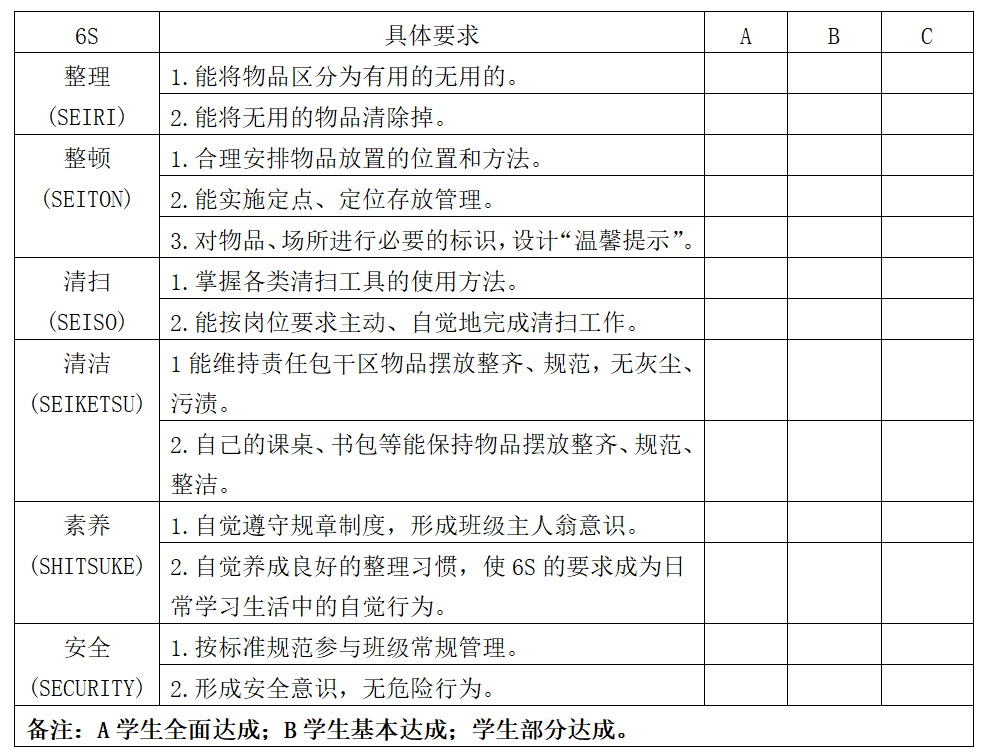 6S 具体要求 A B C
整理 1.能将物品区分为有用的无用的。
(SEIRI) 2.能将无用的物品清除掉。
整顿 1.合理安排物品放置的位置和方法。
(SEITON) 2.能实施定点、定位存放管理。
3.对物品、场所进行必要的标识，设计“温馨提示”。
清扫 1.掌握各类清扫工具的使用方法。
(SEISO) 2.能按岗位要求主动、自觉地完成清扫工作。
清洁 1能维持责任包干区物品摆放整齐、规范，无灰尘、
(SEIKETSU) 污渍。
2.自己的课桌、书包等能保持物品摆放整齐、规范、
整洁。
素养 1.自觉遵守规章制度，形成班级主人翁意识。
(SHITSUKE) 2.自觉养成良好的整理习惯，使6S的要求成为日
常学习生活中的自觉行为。
安全 1.按标准规范参与班级常规管理。
(SECURITY) 2.形成安全意识，无危险行为。
备注：A学生全面达成；B学生基本达成；学生部分达成。